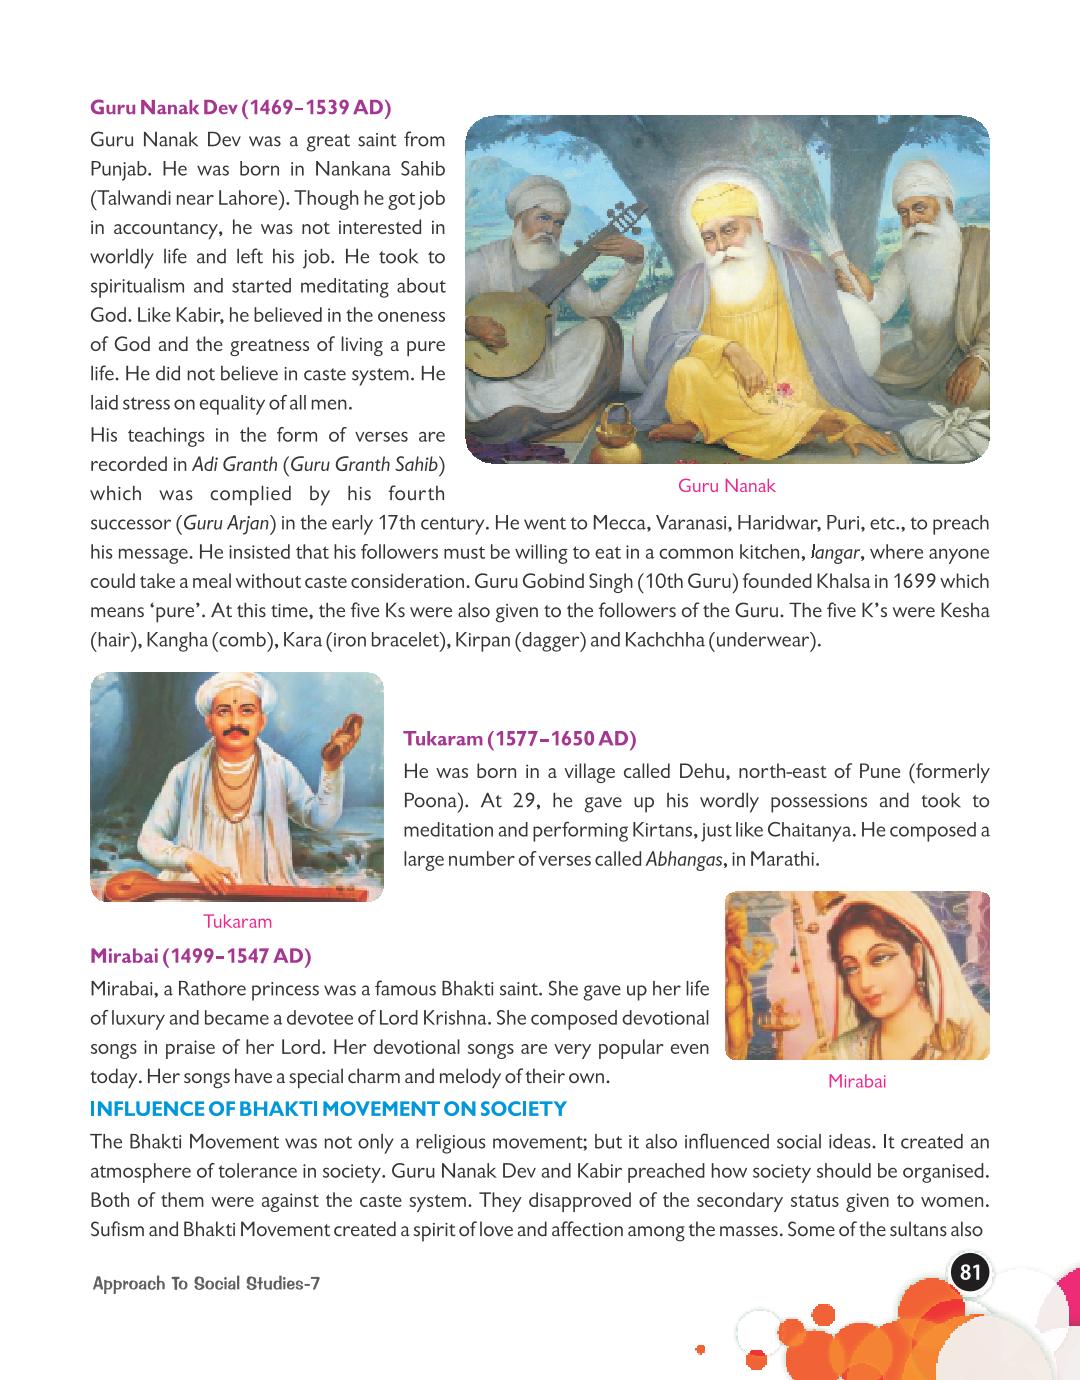 Guru Nanak Dev (1469–1539 AD)
Guru Nanak Dev was a great saint from
Punjab. He was born in Nankana Sahib
(Talwandi near Lahore). Though he got job
in accountancy, he was not interested in
worldly life and left his job. He took to
spiritualism and started meditating about
God. Like Kabir, he believed in the oneness
of God and the greatness of living a pure
life. He did not believe in caste system. He
laid stress on equality of all men.
His teachings in the form of verses are
recorded in Adi Granth (Guru Granth Sahib)
which was complied by his fourth
Guru Nanak
successor (Guru Arjan) in the early 17th century. He went to Mecca, Varanasi, Haridwar, Puri, etc., to preach
his message. He insisted that his followers must be willing to eat in a common kitchen, langar, where anyone
could take a meal without caste consideration. Guru Gobind Singh (10th Guru) founded Khalsa in 1699 which
means ‘pure’. At this time, the five Ks were also given to the followers of the Guru. The five K’s were Kesha
(hair), Kangha (comb), Kara (iron bracelet), Kirpan (dagger) and Kachchha (underwear).
Tukaram (1577–1650 AD)
He was born in a village called Dehu, north-east of Pune (formerly
Poona). At 29, he gave up his wordly possessions and took to
meditation and performing Kirtans, just like Chaitanya. He composed a
large number of verses called Abhangas, in Marathi.
Tukaram
Mirabai (1499–1547 AD)
Mirabai, a Rathore princess was a famous Bhakti saint. She gave up her life
of luxury and became a devotee of Lord Krishna. She composed devotional
songs in praise of her Lord. Her devotional songs are very popular even
today. Her songs have a special charm and melody of their own.
Mirabai
INFLUENCE OF BHAKTI MOVEMENT ON SOCIETY
The Bhakti Movement was not only a religious movement; but it also influenced social ideas. It created an
atmosphere of tolerance in society. Guru Nanak Dev and Kabir preached how society should be organised.
Both of them were against the caste system. They disapproved of the secondary status given to women.
Sufism and Bhakti Movement created a spirit of love and affection among the masses. Some of the sultans also
Approach To Social Studies-7
81